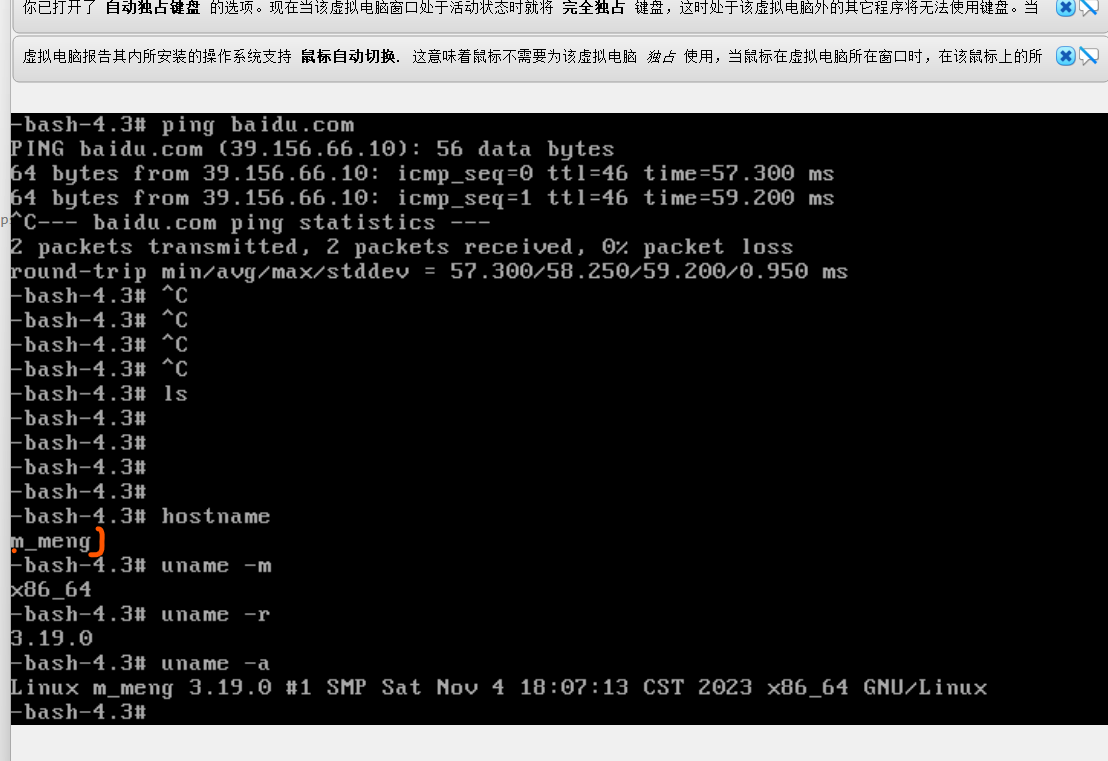 你已打开了 自动独占键盘 的选项。现在当该虚拟电脑窗口处于活动状态时就将 完全独占 键盘，这时处于该虚拟电脑外的其它程序将无法使用键盘。当
虚拟电脑报告其内所安装的操作系统支持 鼠标自动切换. 这意味着鼠标不需要为该虚拟电脑 独占 使用，当鼠标在虚拟电脑所在窗口时，在该鼠标上的所
-bash-4.3# ping baidu.com
PING baidu.com (39.156.66.10): 56 data bytes
64 bytes from 39.156.66.10: icmp_seq=0 ttl=46 time=57.300 ms
64 bytes from 39.156.66.10: icmp_seq=1 ttl=46 time=59.200 ms
^C--- baidu.com ping statistics ---
2 packets transmitted, 2 packets received, 0% packet loss
round-trip min/avg/max/stddev = 57.300/58.250/59.200/0.950 ms
-bash-4.3# ^C
-bash-4.3# ^C
-bash-4.3# ^C
-bash-4.3# ^C
-bash-4.3# ls
-bash-4.3#
-bash-4.3#
-bash-4.3#
-bash-4.3#
-bash-4.3# hostname
m_meng
-bash-4.3# uname -m
x86_64
-bash-4.3# uname -r
3.19.0
-bash-4.3# uname -a
Linux m_meng 3.19.0 #1 SMP Sat Nov 4 18:07:13 CST 2023 x86_64 GNU/Linux
-bash-4.3#